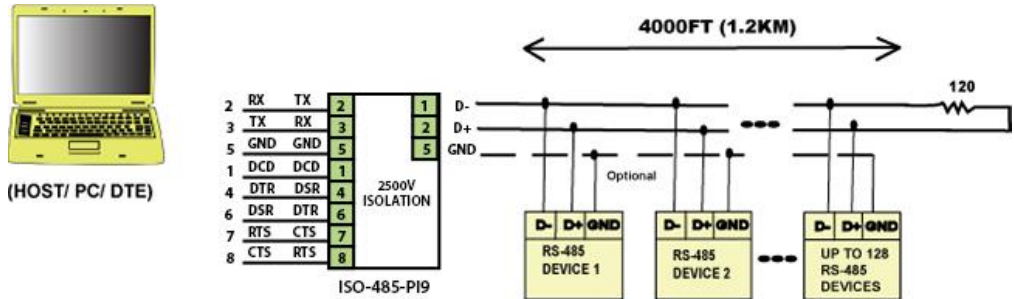 4000FT (1.2KM)
120
2 RX TX 2
3 TX RX 3
5 GND GND 5
1 DCD DCD 1
4 DTR DSR 4
6 DSR DTR 6
7 RTS CTS 7
8 CTS RTS 8
2500V
ISOLATION
1 D-
2 D+
5 GND
Optional
(HOST/ PC/ DTE)
ISO-485-PI9
D- D+ GND
RS-485
DEVICE 1
D- D+ GND
RS-485
DEVICE 2
D- D+ GND
UP TO 128
RS-485
DEVICES